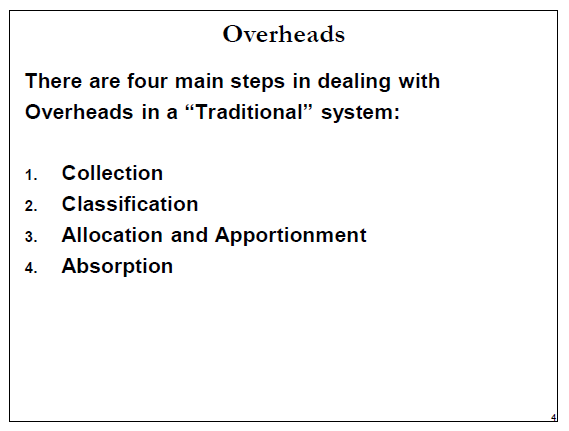 Overheads
There are four main steps in dealing with
Overheads in a “Traditional” system:
1. Collection
2. Classification
3. Allocation and Apportionment
4. Absorption
4